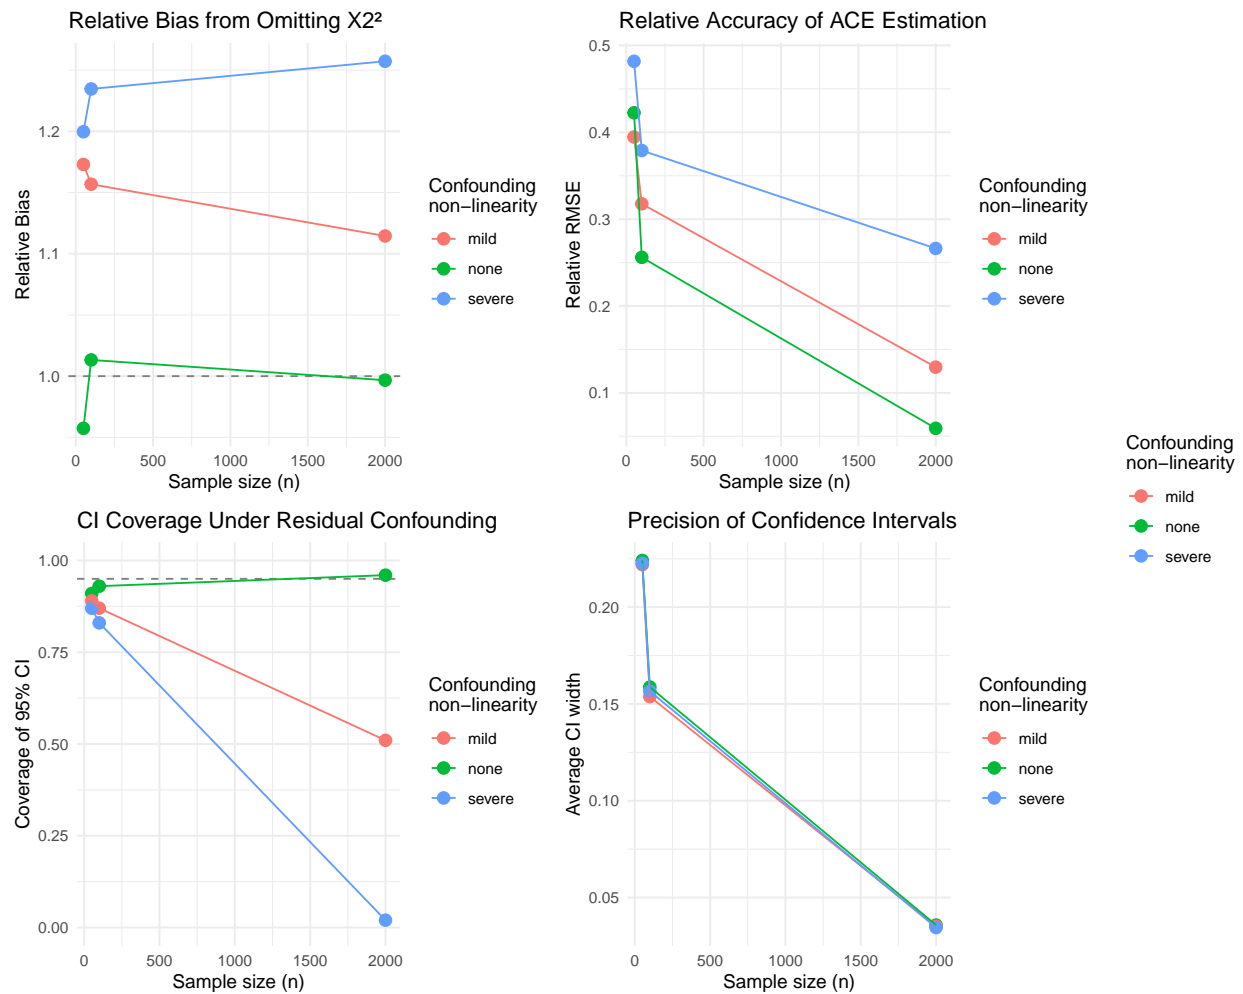 Relative Bias from Omitting X2²
Relative Bias
1.2
1.1
1.0
0
500
1000
1500
2000
Sample size (n)
Confounding
non−linearity
mild
none
severe
Relative Accuracy of ACE Estimation
Relative RMSE
0.5
0.4
0.3
0.2
0.1
0
500
1000
1500
2000
Sample size (n)
Confounding
non−linearity
mild
none
severe
CI Coverage Under Residual Confounding
Coverage of 95% CI
1.00
0.75
0.50
0.25
0.00
0
500
1000
1500
2000
Sample size (n)
Confounding
non−linearity
mild
none
severe
Precision of Confidence Intervals
Average CI width
0.20
0.15
0.10
0.05
0
500
1000
1500
2000
Sample size (n)
Confounding
non−linearity
mild
none
severe
Confounding
non−linearity
mild
none
severe